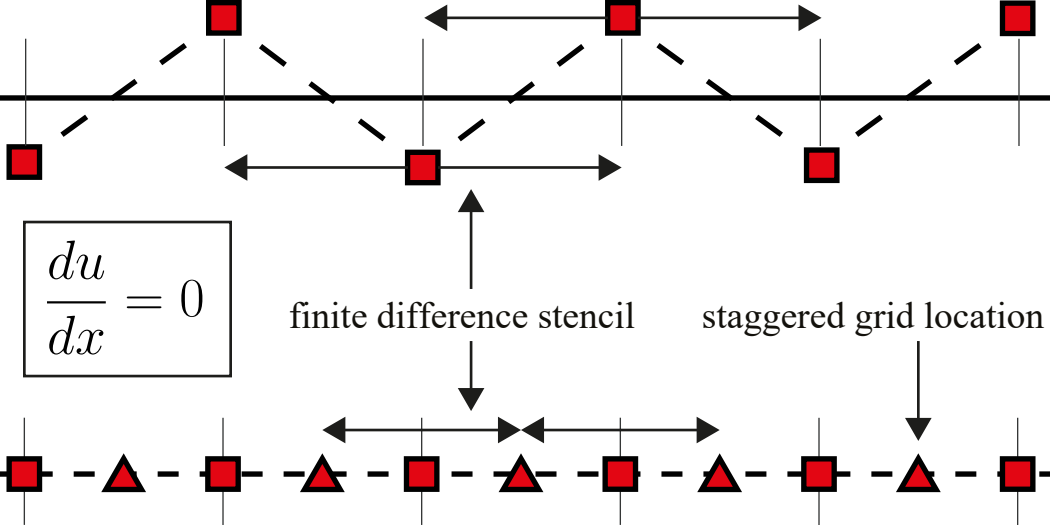 du
dx
= 0
finite difference stencil
staggered grid location